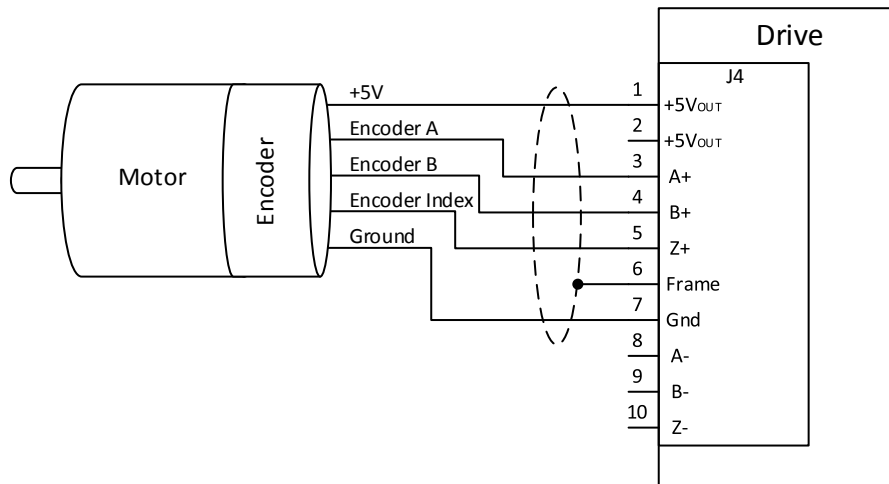 Drive
J4
+5V
1
+5VOUT
2
+5VOUT
Encoder A
3
A+
Encoder B
4
B+
Encoder Index
5
Z+
6
Frame
Ground
7
Gnd
8
A-
9
B-
10
Z-
Motor
Encoder